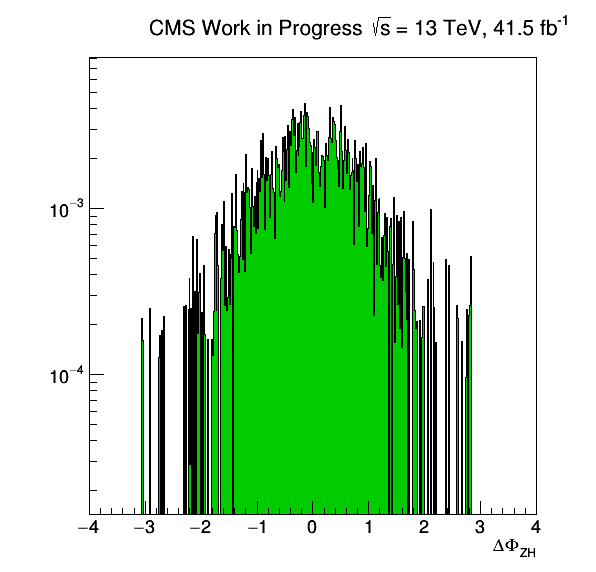 CMS Work in Progress √s = 13 TeV, 41.5 fb⁻¹
10⁻³
10⁻⁴
−4 −3 −2 −1 0 1 2 3 4
ΔΦ_ZH